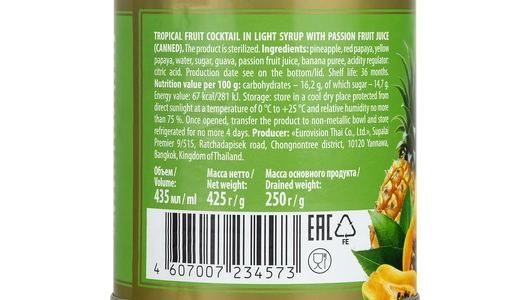 TROPICAL FRUIT COCKTAIL IN LIGHT SYRUP WITH PASSION FRUIT JUICE
(CANNED). The product is sterilized. Ingredients: pineapple, red papaya, yellow
papaya, water, sugar, guava, passion fruit juice, banana puree, acidity regulator:
citric acid. Production date see on the bottom/lid. Shelf life: 36 months.
Nutrition value per 100 g: carbohydrates – 16,2 g, of which sugar – 14,7 g.
Energy value: 67 kcal/281 kJ. Storage: store in a cool dry place protected from
direct sunlight at a temperature of 0 °C to +25 °C and relative humidity no more
than 75 %. Once opened, transfer the product to non-metallic bowl and store
refrigerated for no more 4 days. Producer: «Eurovision Thai Co., Ltd.», Supalai
Premier 9/515, Ratchadapisek road, Chongnontree district, 10120 Yannawa,
Bangkok, Kingdom of Thailand.
Объем/ Масса нетто/ Масса основного продукта/
Volume: Net weight: Drained weight:
435 мл/ml 425 г/g 250 г/g
EAC
FE
4 607007 234573